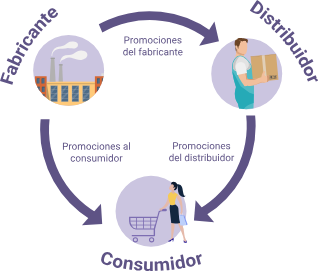 Fabricante
Distribuidor
Promociones
del fabricante
Promociones al
consumidor
Promociones
del distribuidor
Consumidor